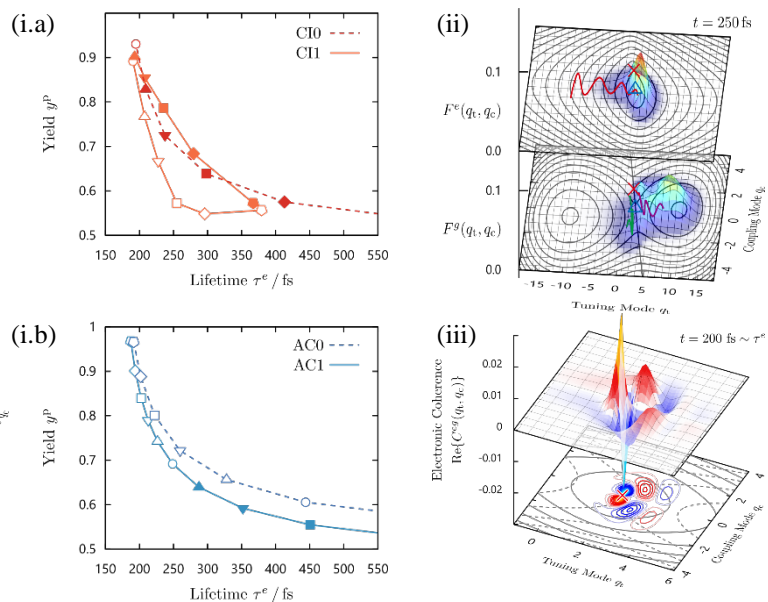 (i.a)
CI0
CI1
Yield y^p
0.9
0.8
0.7
0.6
0.5
150 200 250 300 350 400 450 500 550
Lifetime τ^e / fs
(ii)
t = 250 fs
F^e(q_t, q_c)
0.1
0.0
F^g(q_t, q_c)
0.1
0.0
-15 -10 -5 0 5 10 15
Tuning Mode q_t
4
2
0
-2
-4
Coupling Mode q_c
(i.b)
AC0
AC1
Yield y^p
1
0.9
0.8
0.7
0.6
0.5
150 200 250 300 350 400 450 500 550
Lifetime τ^e / fs
q_c
(iii)
t = 200 fs ~ τ^e
Electronic Coherence
Re{C^eg(q_t, q_c)}
0.02
0.01
0
-0.01
-0.02
0 2 4 6
Tuning Mode q_t
4
2
0
-2
-4
Coupling Mode q_c